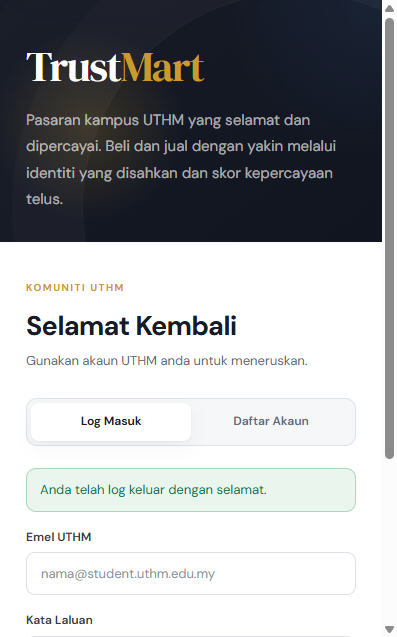 TrustMart
Pasaran kampus UTHM yang selamat dan
dipercayai. Beli dan jual dengan yakin melalui
identiti yang disahkan dan skor kepercayaan
telus.
KOMUNITI UTHM
Selamat Kembali
Gunakan akaun UTHM anda untuk meneruskan.
Log Masuk
Daftar Akaun
Anda telah log keluar dengan selamat.
Emel UTHM
nama@student.uthm.edu.my
Kata Laluan